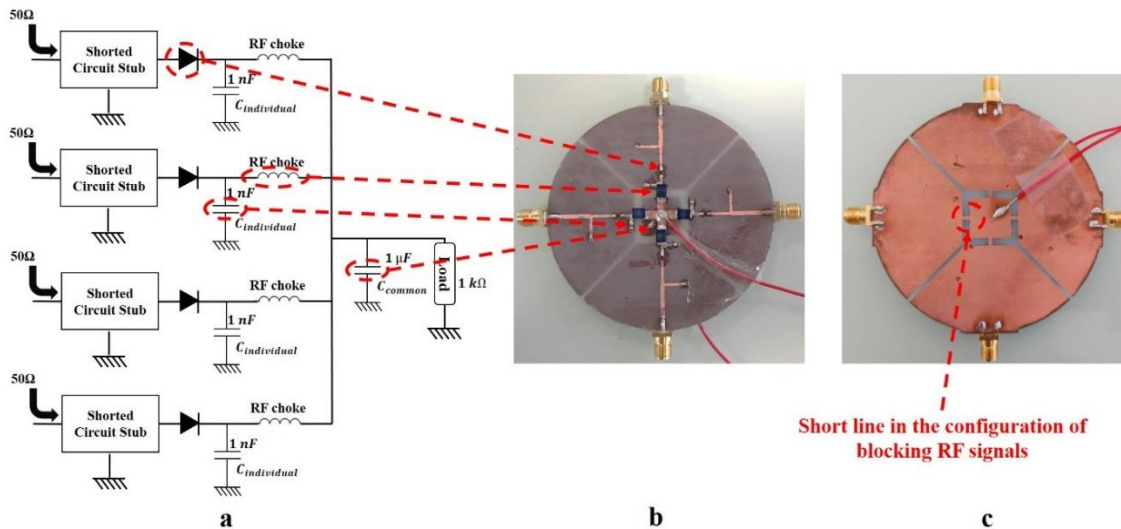 50Ω
Shorted
Circuit Stub
RF choke
1 nF
C_individual
50Ω
Shorted
Circuit Stub
RF choke
1 nF
C_individual
1 μF
C_common
Load
1 kΩ
50Ω
Shorted
Circuit Stub
RF choke
1 nF
C_individual
50Ω
Shorted
Circuit Stub
RF choke
1 nF
C_individual
Short line in the configuration of
blocking RF signals
a
b
c